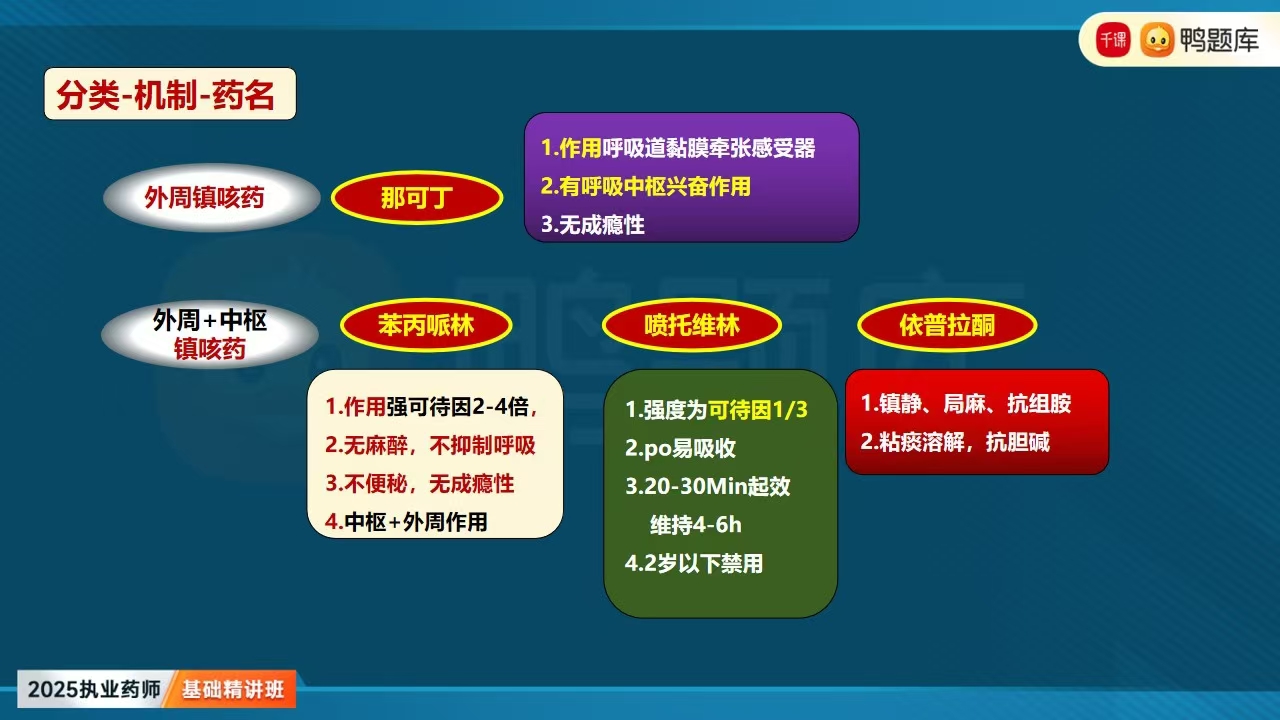 千课 鸭题库
分类-机制-药名
外周镇咳药
那可丁
1.作用呼吸道黏膜牵张感受器
2.有呼吸中枢兴奋作用
3.无成瘾性
外周+中枢
镇咳药
苯丙哌林
1.作用强可待因2-4倍,
2.无麻醉，不抑制呼吸
3.不便秘，无成瘾性
4.中枢+外周作用
喷托维林
1.强度为可待因1/3
2.po易吸收
3.20-30Min起效
维持4-6h
4.2岁以下禁用
依普拉酮
1.镇静、局麻、抗组胺
2.粘痰溶解，抗胆碱
鸭题库
2025执业药师 基础精讲班